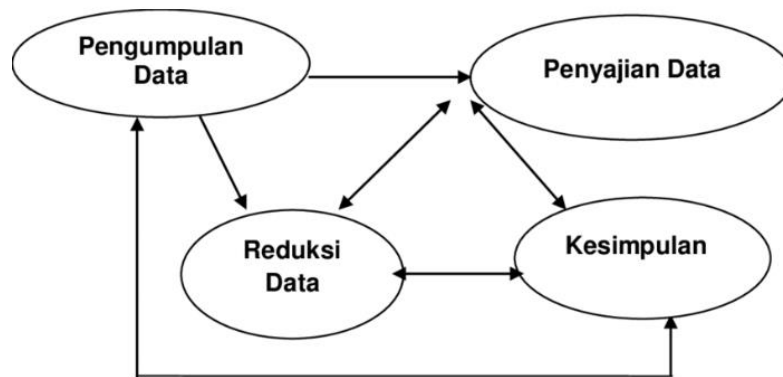 Pengumpulan
Data
Penyajian Data
Reduksi
Data
Kesimpulan